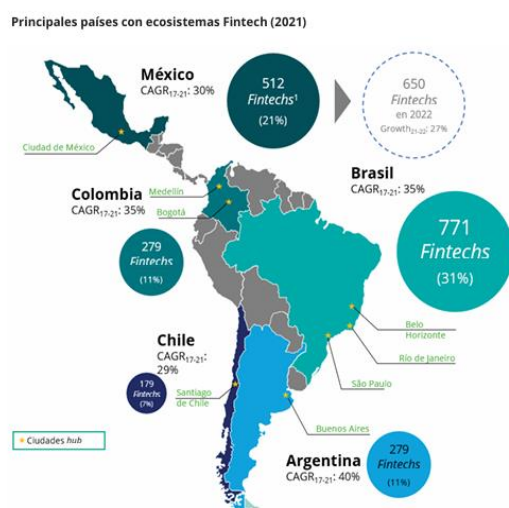 Principales países con ecosistemas Fintech (2021)
México
CAGR17-21: 30%
512
Fintechs1
(21%)
650
Fintechs
en 2022
Growth21-22: 27%
Ciudad de México
Colombia
CAGR17-21: 35%
Medellín
Bogotá
279
Fintechs
(11%)
Brasil
CAGR17-21: 35%
771
Fintechs
(31%)
Belo
Horizonte
Río de Janeiro
São Paulo
Chile
CAGR17-21:
29%
179
Fintechs
(7%)
Santiago
de Chile
Buenos Aires
Argentina
CAGR17-21: 40%
279
Fintechs
(11%)
Ciudades hub